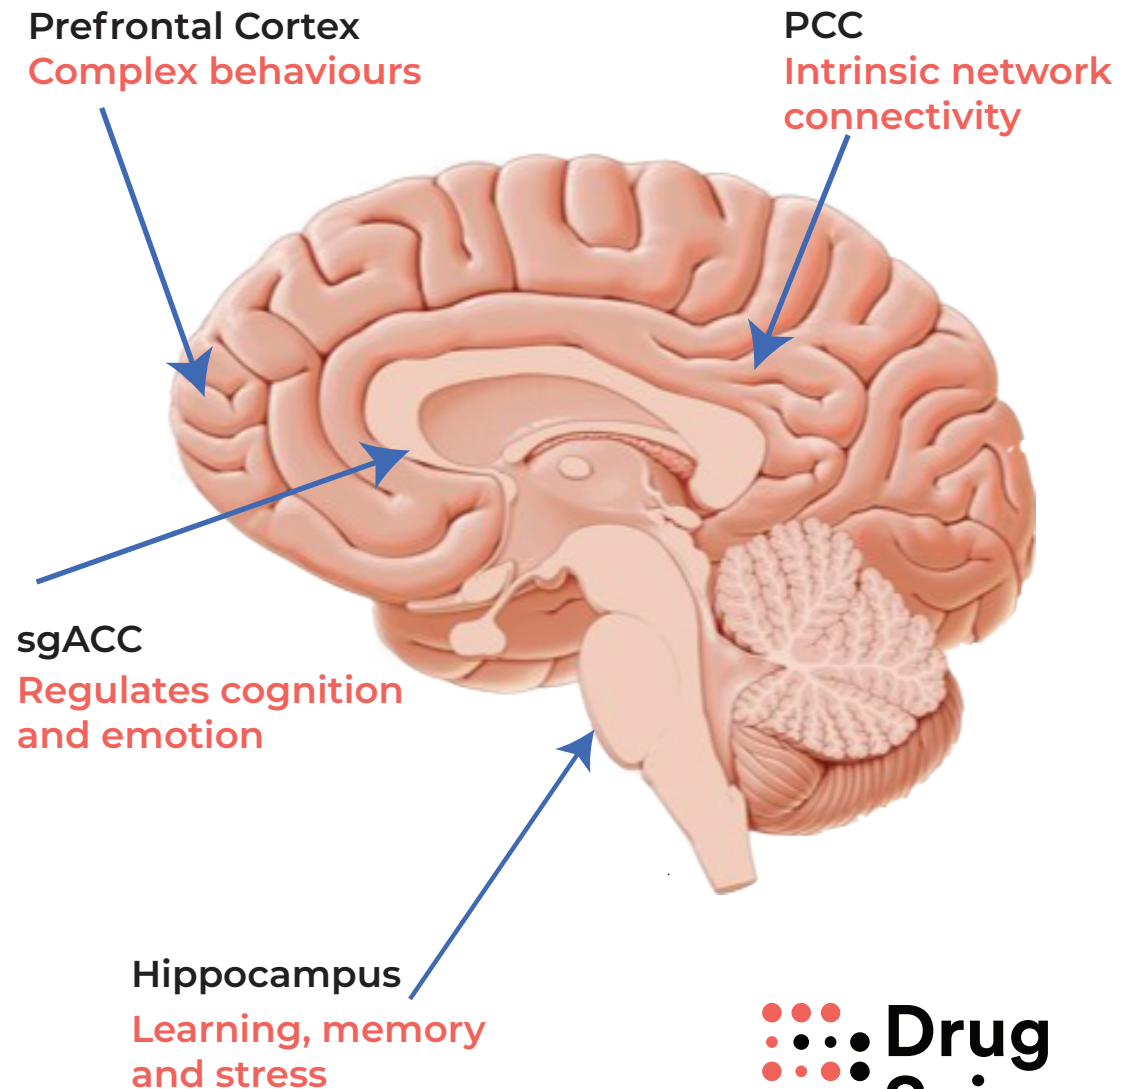 Prefrontal Cortex
Complex behaviours
PCC
Intrinsic network
connectivity
sgACC
Regulates cognition
and emotion
Hippocampus
Learning, memory
and stress
Drug